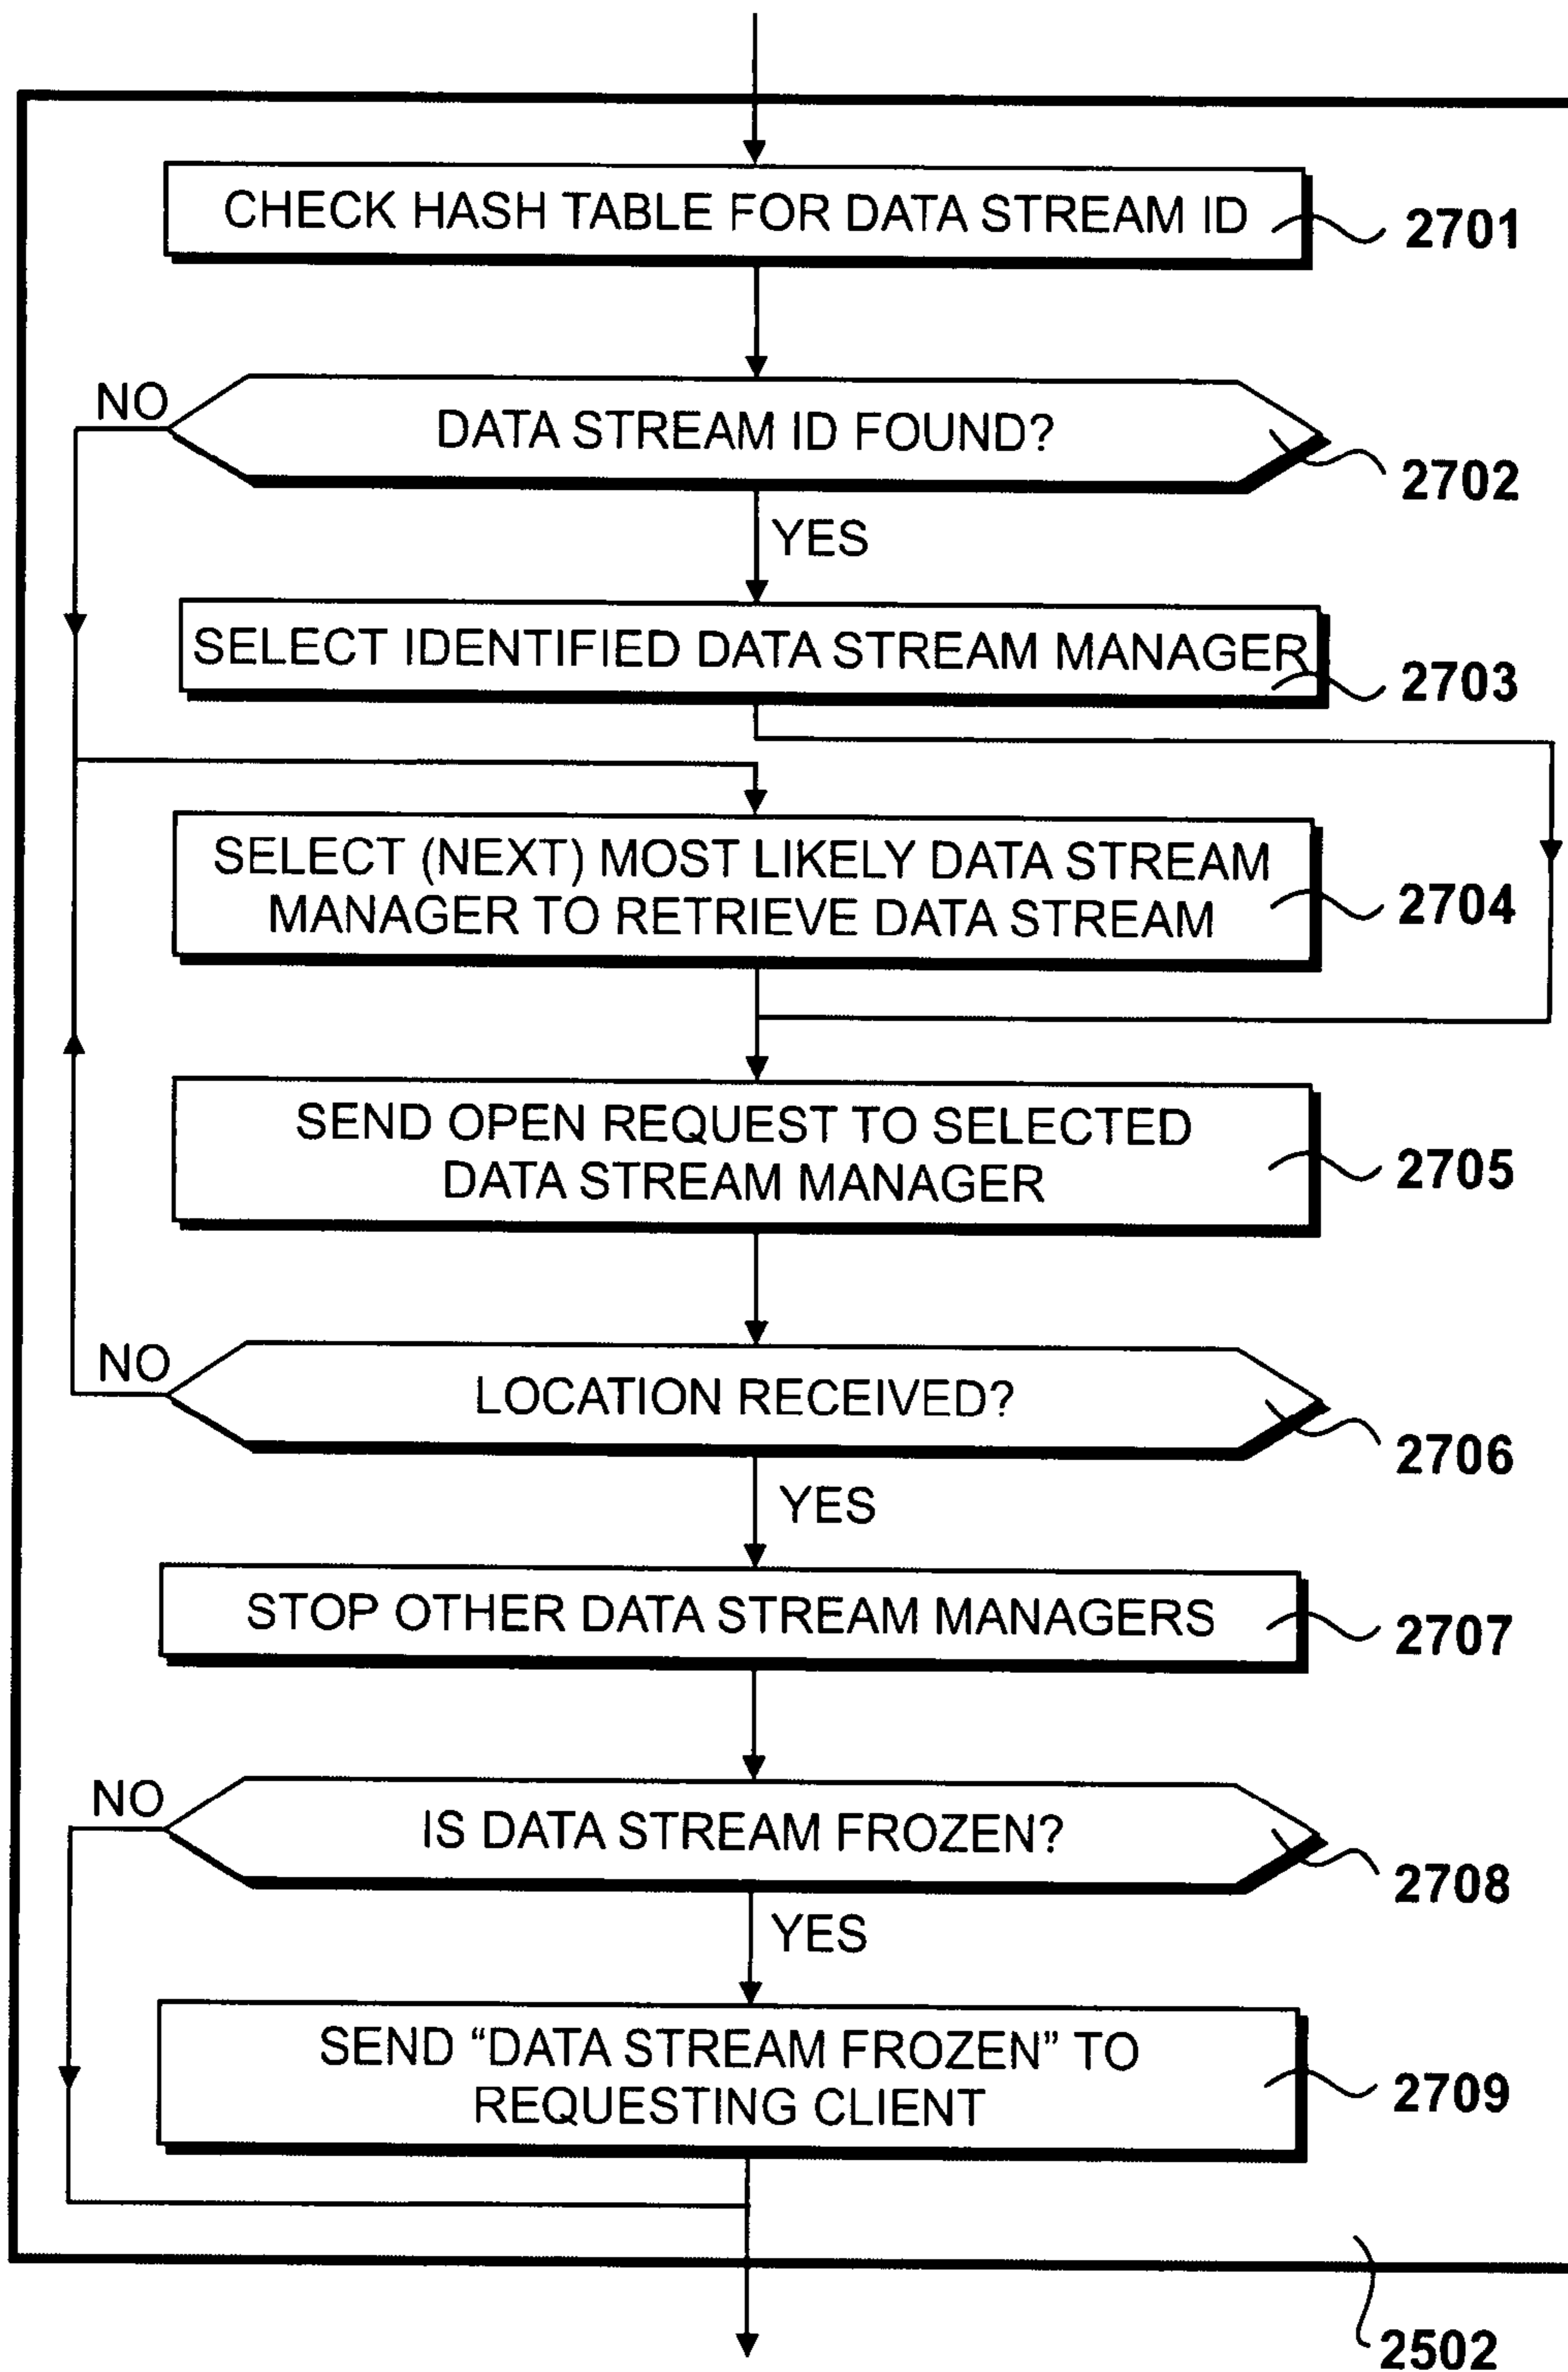 CHECK HASH TABLE FOR DATA STREAM ID
2701
NO
DATA STREAM ID FOUND?
2702
YES
SELECT IDENTIFIED DATA STREAM MANAGER
2703
SELECT (NEXT) MOST LIKELY DATA STREAM
MANAGER TO RETRIEVE DATA STREAM
2704
SEND OPEN REQUEST TO SELECTED
DATA STREAM MANAGER
2705
NO
LOCATION RECEIVED?
2706
YES
STOP OTHER DATA STREAM MANAGERS
2707
NO
IS DATA STREAM FROZEN?
2708
YES
SEND “DATA STREAM FROZEN” TO
REQUESTING CLIENT
2709
2502